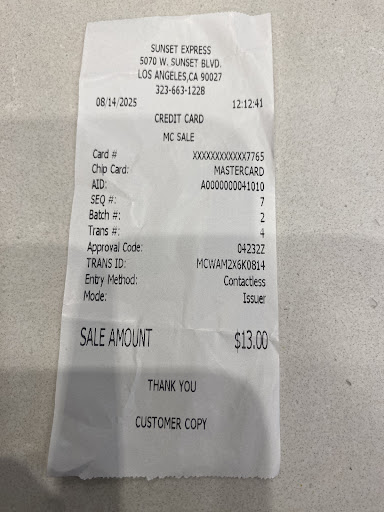 SUNSET EXPRESS
5070 W. SUNSET BLVD.
LOS ANGELES,CA 90027
323-663-1228
08/14/2025 12:12:41
CREDIT CARD
MC SALE
Card # XXXXXXXXXXXX7765
Chip Card: MASTERCARD
AID: A0000000041010
SEQ #: 7
Batch #: 2
Trans #: 4
Approval Code: 04232Z
TRANS ID: MCWAM2X6K0814
Entry Method: Contactless
Mode: Issuer
SALE AMOUNT $13.00
THANK YOU
CUSTOMER COPY